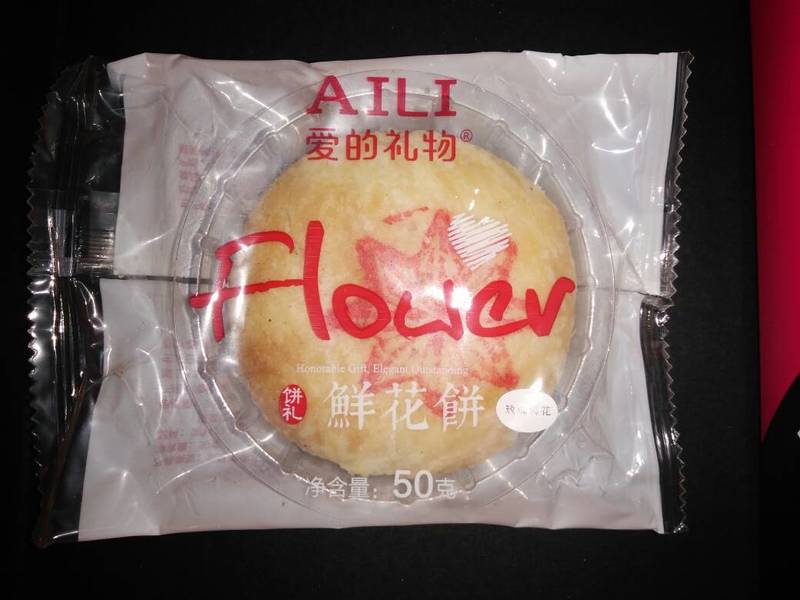 AILI
爱的礼物®
Flower
Honorable Gift, Elegant Outstanding
饼礼
鮮花餅
净含量：50克